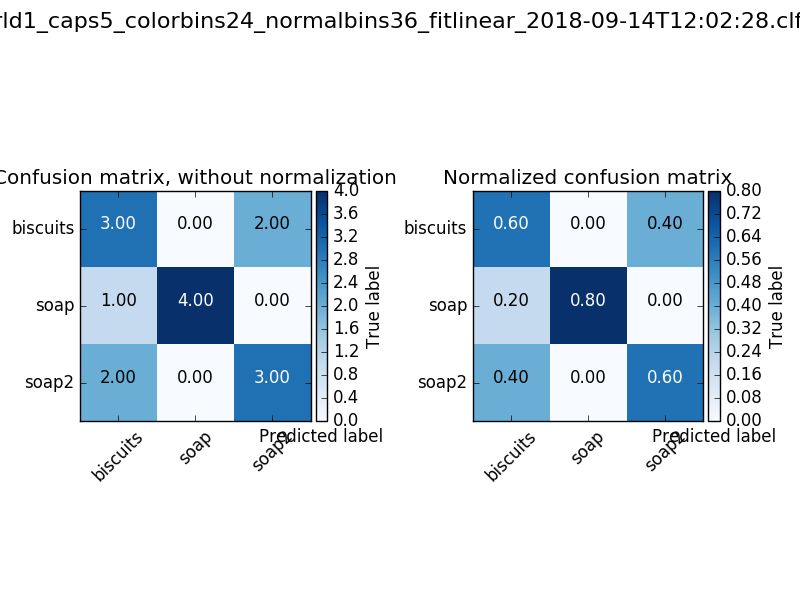 rld1_caps5_colorbins24_normalbins36_fitlinear_2018-09-14T12:02:28.clf
Confusion matrix, without normalization
biscuits 3.00 0.00 2.00
soap 1.00 4.00 0.00
soap2 2.00 0.00 3.00
biscuits soap soap2
4.0
3.6
3.2
2.8
2.4
2.0
1.6
1.2
0.8
0.4
0.0
True label
Predicted label
Normalized confusion matrix
biscuits 0.60 0.00 0.40
soap 0.20 0.80 0.00
soap2 0.40 0.00 0.60
biscuits soap soap2
0.80
0.72
0.64
0.56
0.48
0.40
0.32
0.24
0.16
0.08
0.00
True label
Predicted label